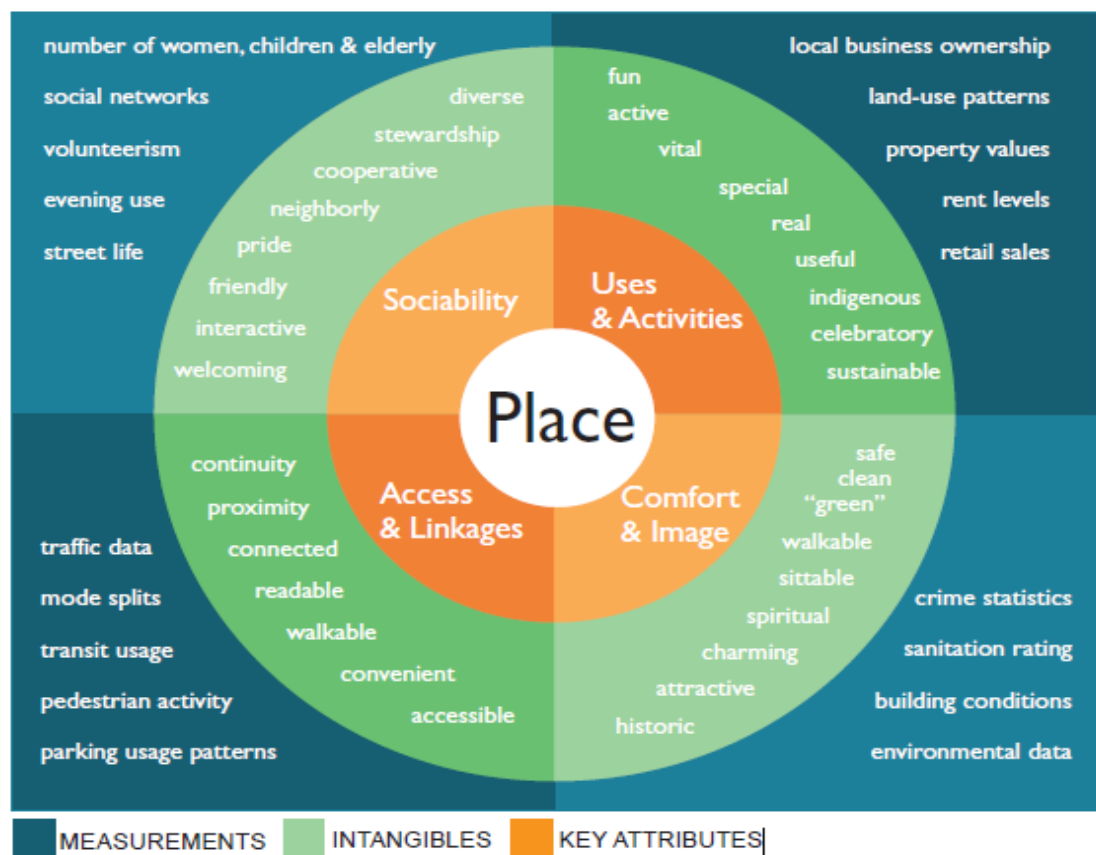 number of women, children & elderly
social networks
volunteerism
evening use
street life
diverse
stewardship
cooperative
neighborly
pride
friendly
interactive
welcoming
fun
active
vital
special
real
useful
indigenous
celebratory
sustainable
local business ownership
land-use patterns
property values
rent levels
retail sales
Sociability
Uses
& Activities
Place
Access
& Linkages
Comfort
& Image
continuity
proximity
connected
readable
walkable
convenient
accessible
traffic data
mode splits
transit usage
pedestrian activity
parking usage patterns
safe
clean
“green”
walkable
sittable
spiritual
charming
attractive
historic
crime statistics
sanitation rating
building conditions
environmental data
MEASUREMENTS
INTANGIBLES
KEY ATTRIBUTES